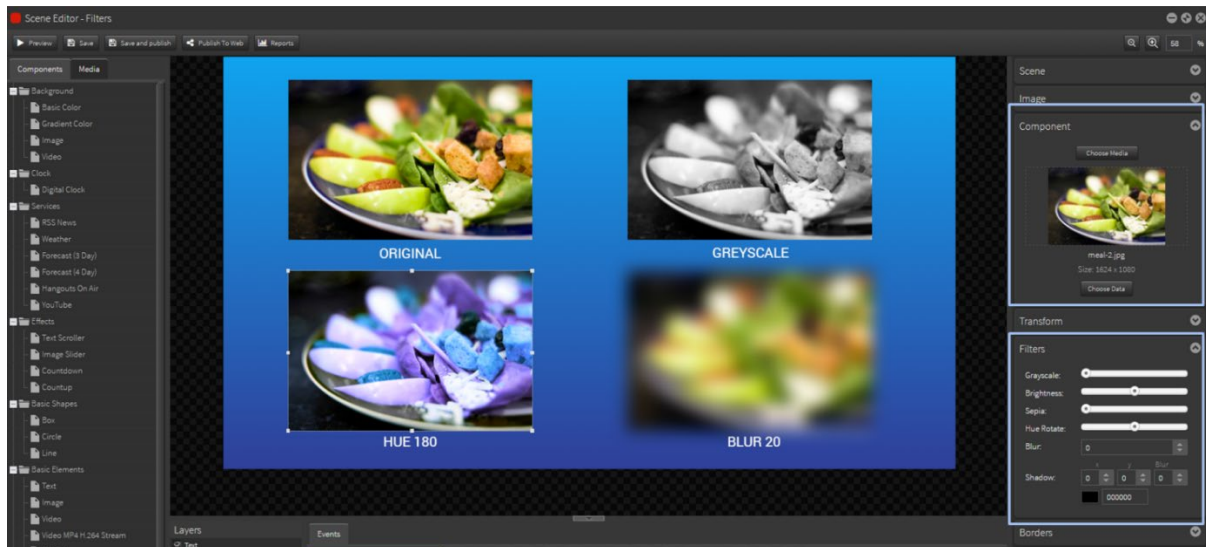 Scene Editor - Filters
Preview Save Save and publish Publish To Web Reports 58 %
Components Media
Background
Basic Color
Gradient Color
Image
Video
Clock
Digital Clock
Services
RSS News
Weather
Forecast (3 Day)
Forecast (4 Day)
Hangouts On Air
YouTube
Effects
Text Scroller
Image Slider
Countdown
Countup
Basic Shapes
Box
Circle
Line
Basic Elements
Text
Image
Video
Video MP4 H.264 Stream
ORIGINAL
GREYSCALE
HUE 180
BLUR 20
Layers
Text
Events
Scene
Image
Component
Choose Media
meal-2.jpg
Size: 1624 x 1080
Choose Data
Transform
Filters
Grayscale:
Brightness:
Sepia:
Hue Rotate:
Blur: 0
x y Blur
Shadow: 0 0 0
000000
Borders